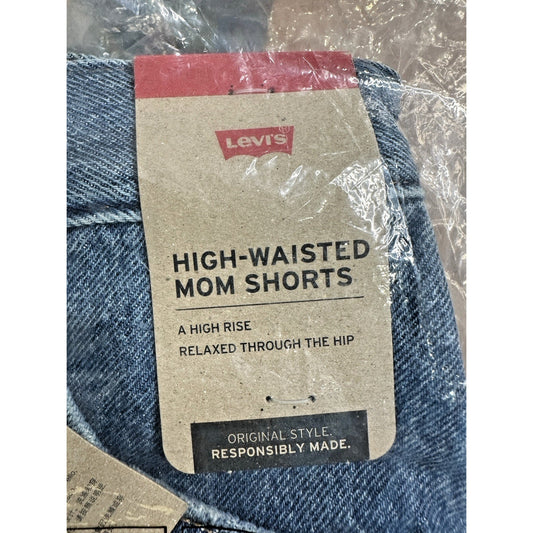 Levi's®
HIGH-WAISTED
MOM SHORTS
A HIGH RISE
RELAXED THROUGH THE HIP
ORIGINAL STYLE.
RESPONSIBLY MADE.